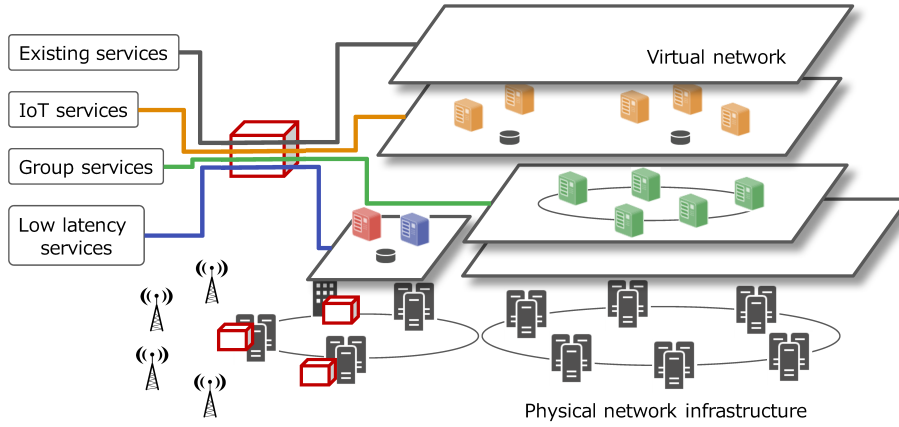 Existing services
Virtual network
IoT services
Group services
Low latency
services
Physical network infrastructure